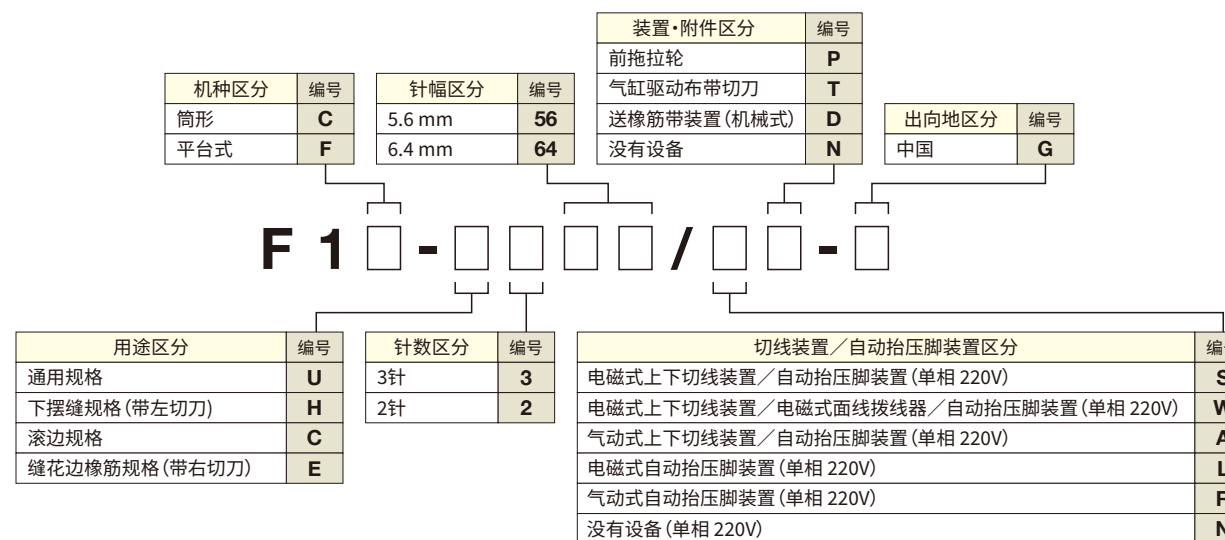 装置・附件区分 编号
前拖拉轮 P
气缸驱动布带切刀 T
送橡筋带装置(机械式) D
没有设备 N
机种区分 编号
筒形 C
平台式 F
针幅区分 编号
5.6 mm 56
6.4 mm 64
出向地区分 编号
中国 G
F 1 □ - □ □ □ □ / □ □ - □
用途区分 编号
通用规格 U
下摆缝规格(带左切刀) H
滚边规格 C
缝花边橡筋规格(带右切刀) E
针数区分 编号
3针 3
2针 2
切线装置/自动抬压脚装置区分 编
电磁式上下切线装置/自动抬压脚装置(单相 220V) S
电磁式上下切线装置/电磁式面线拨线器/自动抬压脚装置(单相 220V) W
气动式上下切线装置/自动抬压脚装置(单相 220V) A
电磁式自动抬压脚装置(单相 220V) L
气动式自动抬压脚装置(单相 220V)
没有设备(单相 220V) N